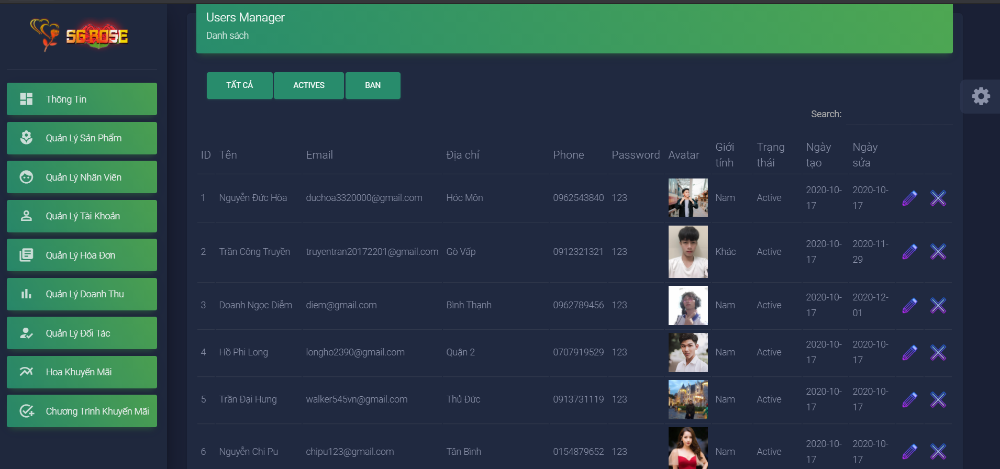 Users Manager
Danh sách
SG ROSE
Thông Tin
Quản Lý Sản Phẩm
Quản Lý Nhân Viên
Quản Lý Tài Khoản
Quản Lý Hóa Đơn
Quản Lý Doanh Thu
Quản Lý Đối Tác
Hoa Khuyến Mãi
Chương Trình Khuyến Mãi
TẤT CẢ ACTIVES BAN
Search:
ID Tên Email Địa chỉ Phone Password Avatar Giới tính Trạng thái Ngày tạo Ngày sửa
1 Nguyễn Đức Hòa duchoa3320000@gmail.com Hóc Môn 0962543840 123 Nam Active 2020-10-17 2020-10-17
2 Trần Công Truyền truyentran20172201@gmail.com Gò Vấp 0912321321 123 Khác Active 2020-10-17 2020-11-29
3 Doanh Ngọc Diễm diem@gmail.com Bình Thạnh 0962789456 123 Nam Active 2020-10-17 2020-12-01
4 Hồ Phi Long longho2390@gmail.com Quận 2 0707919529 123 Nam Active 2020-10-17 2020-10-17
5 Trần Đại Hưng walker545vn@gmail.com Thủ Đức 0913731119 123 Nam Active 2020-10-17 2020-10-17
6 Nguyễn Chi Pu chipu123@gmail.com Tân Bình 0154879652 123 Nam Active 2020-10-17 2020-10-17